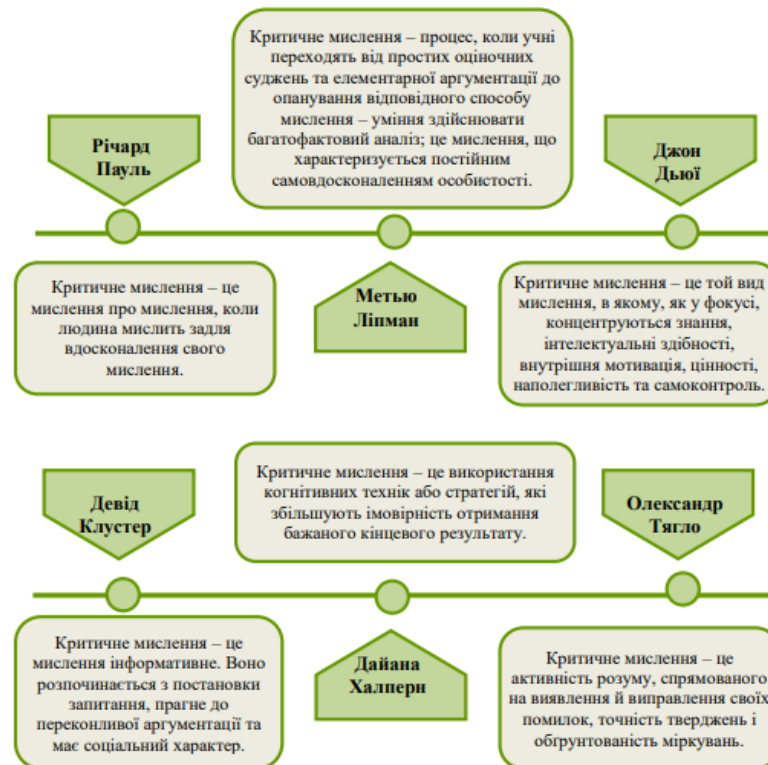 Критичне мислення – процес, коли учні
переходять від простих оціночних
суджень та елементарної аргументації до
опанування відповідного способу
мислення – уміння здійснювати
багатофактовий аналіз; це мислення, що
характеризується постійним
самовдосконаленням особистості.
Річард
Пауль
Джон
Дьюї
Критичне мислення – це
мислення про мислення, коли
людина мислить задля
вдосконалення свого
мислення.
Метью
Ліпман
Критичне мислення – це той вид
мислення, в якому, як у фокусі,
концентруються знання,
інтелектуальні здібності,
внутрішня мотивація, цінності,
наполегливість та самоконтроль.
Девід
Клустер
Критичне мислення – це використання
когнітивних технік або стратегій, які
збільшують імовірність отримання
бажаного кінцевого результату.
Олександр
Тягло
Критичне мислення – це
мислення інформативне. Воно
розпочинається з постановки
запитання, прагне до
переконливої аргументації та
має соціальний характер.
Дайана
Халперн
Критичне мислення – це
активність розуму, спрямованого
на виявлення й виправлення своїх
помилок, точність тверджень і
обґрунтованість міркувань.